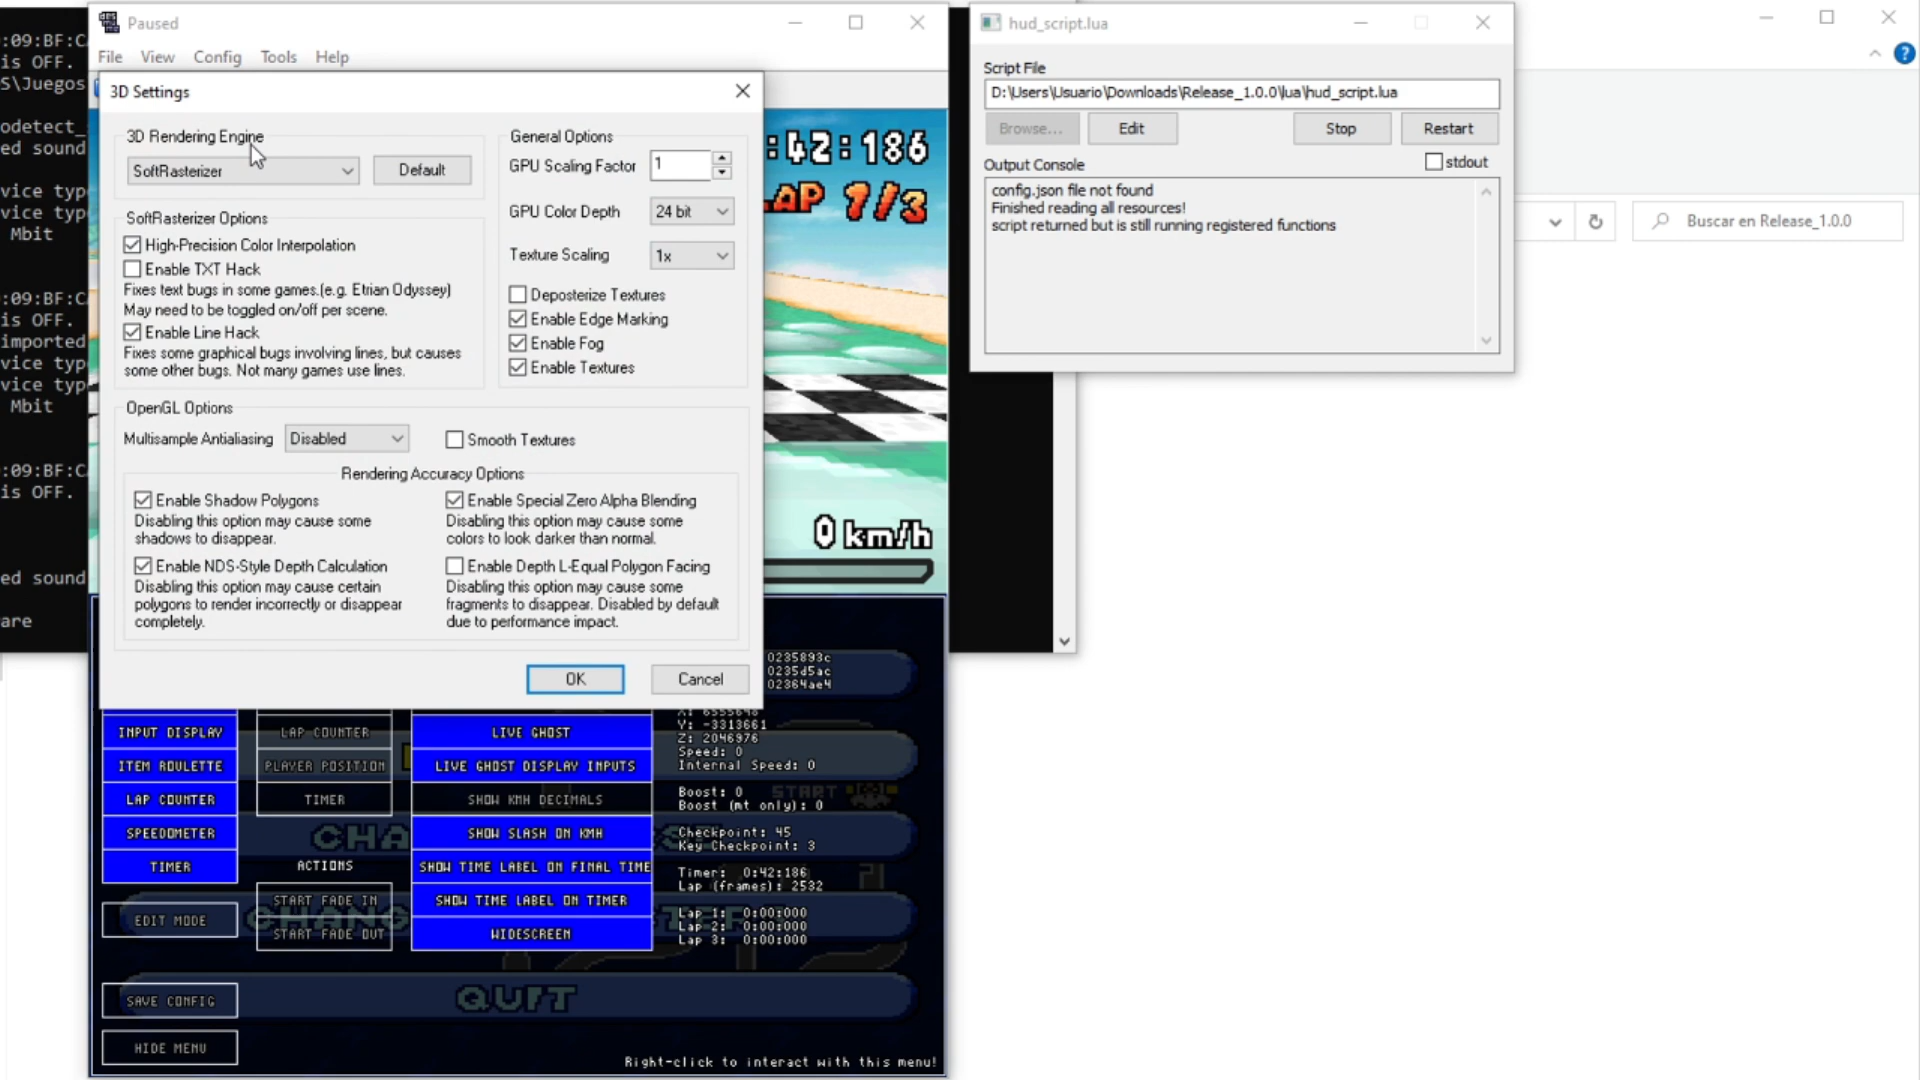 :09:BF:C
is OFF.
S\Juegos
odetect_
ed sound
vice typ
vice typ
Mbit
:09:BF:C
is OFF.
imported
vice typ
vice typ
Mbit
:09:BF:C
is OFF.
ed sound
are
Paused
File View Config Tools Help
3D Settings
3D Rendering Engine
SoftRasterizer
Default
SoftRasterizer Options
High-Precision Color Interpolation
Enable TXT Hack
Fixes text bugs in some games.(e.g. Etrian Odyssey)
May need to be toggled on/off per scene.
Enable Line Hack
Fixes some graphical bugs involving lines, but causes
some other bugs. Not many games use lines.
General Options
GPU Scaling Factor 1
GPU Color Depth 24 bit
Texture Scaling 1x
Deposterize Textures
Enable Edge Marking
Enable Fog
Enable Textures
OpenGL Options
Multisample Antialiasing Disabled
Smooth Textures
Rendering Accuracy Options
Enable Shadow Polygons
Disabling this option may cause some
shadows to disappear.
Enable Special Zero Alpha Blending
Disabling this option may cause some
colors to look darker than normal.
Enable NDS-Style Depth Calculation
Disabling this option may cause certain
polygons to render incorrectly or disappear
completely.
Enable Depth L-Equal Polygon Facing
Disabling this option may cause some
fragments to disappear. Disabled by default
due to performance impact.
OK
Cancel
:42:186
LAP 1/3
0 km/h
0235893c
0235d5ac
02364ae4
INPUT DISPLAY
ITEM ROULETTE
LAP COUNTER
SPEEDOMETER
TIMER
EDIT MODE
SAVE CONFIG
HIDE MENU
LAP COUNTER
PLAYER POSITION
TIMER
ACTIONS
START FADE IN
START FADE OUT
LIVE GHOST
LIVE GHOST DISPLAY INPUTS
SHOW KMH DECIMALS
SHOW SLASH ON KMH
SHOW TIME LABEL ON FINAL TIME
SHOW TIME LABEL ON TIMER
WIDESCREEN
Y: -3313661
Z: 2046976
Speed: 0
Internal Speed: 0
Boost: 0
Boost (mt only): 0
Checkpoint: 45
Key Checkpoint: 3
Timer: 0:42:186
Lap (frames): 2532
Lap 1: 0:00:000
Lap 2: 0:00:000
Lap 3: 0:00:000
START
QUIT
Right-click to interact with this menu!
hud_script.lua
Script File
D:\Users\Usuario\Downloads\Release_1.0.0\lua\hud_script.lua
Browse...
Edit
Stop
Restart
Output Console
stdout
config.json file not found
Finished reading all resources!
script returned but is still running registered functions
Buscar en Release_1.0.0